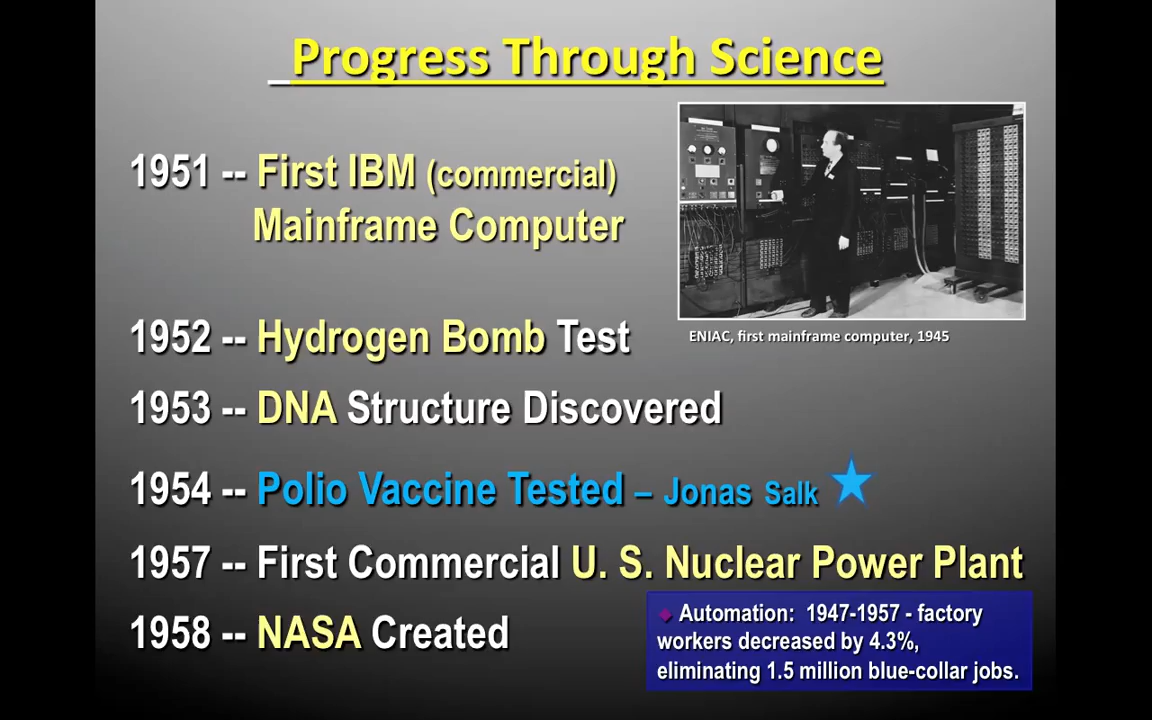 Progress Through Science
1951 -- First IBM (commercial)
Mainframe Computer
ENIAC, first mainframe computer, 1945
1952 -- Hydrogen Bomb Test
1953 -- DNA Structure Discovered
1954 -- Polio Vaccine Tested – Jonas Salk
1957 -- First Commercial U. S. Nuclear Power Plant
1958 -- NASA Created
Automation: 1947-1957 - factory
workers decreased by 4.3%,
eliminating 1.5 million blue-collar jobs.